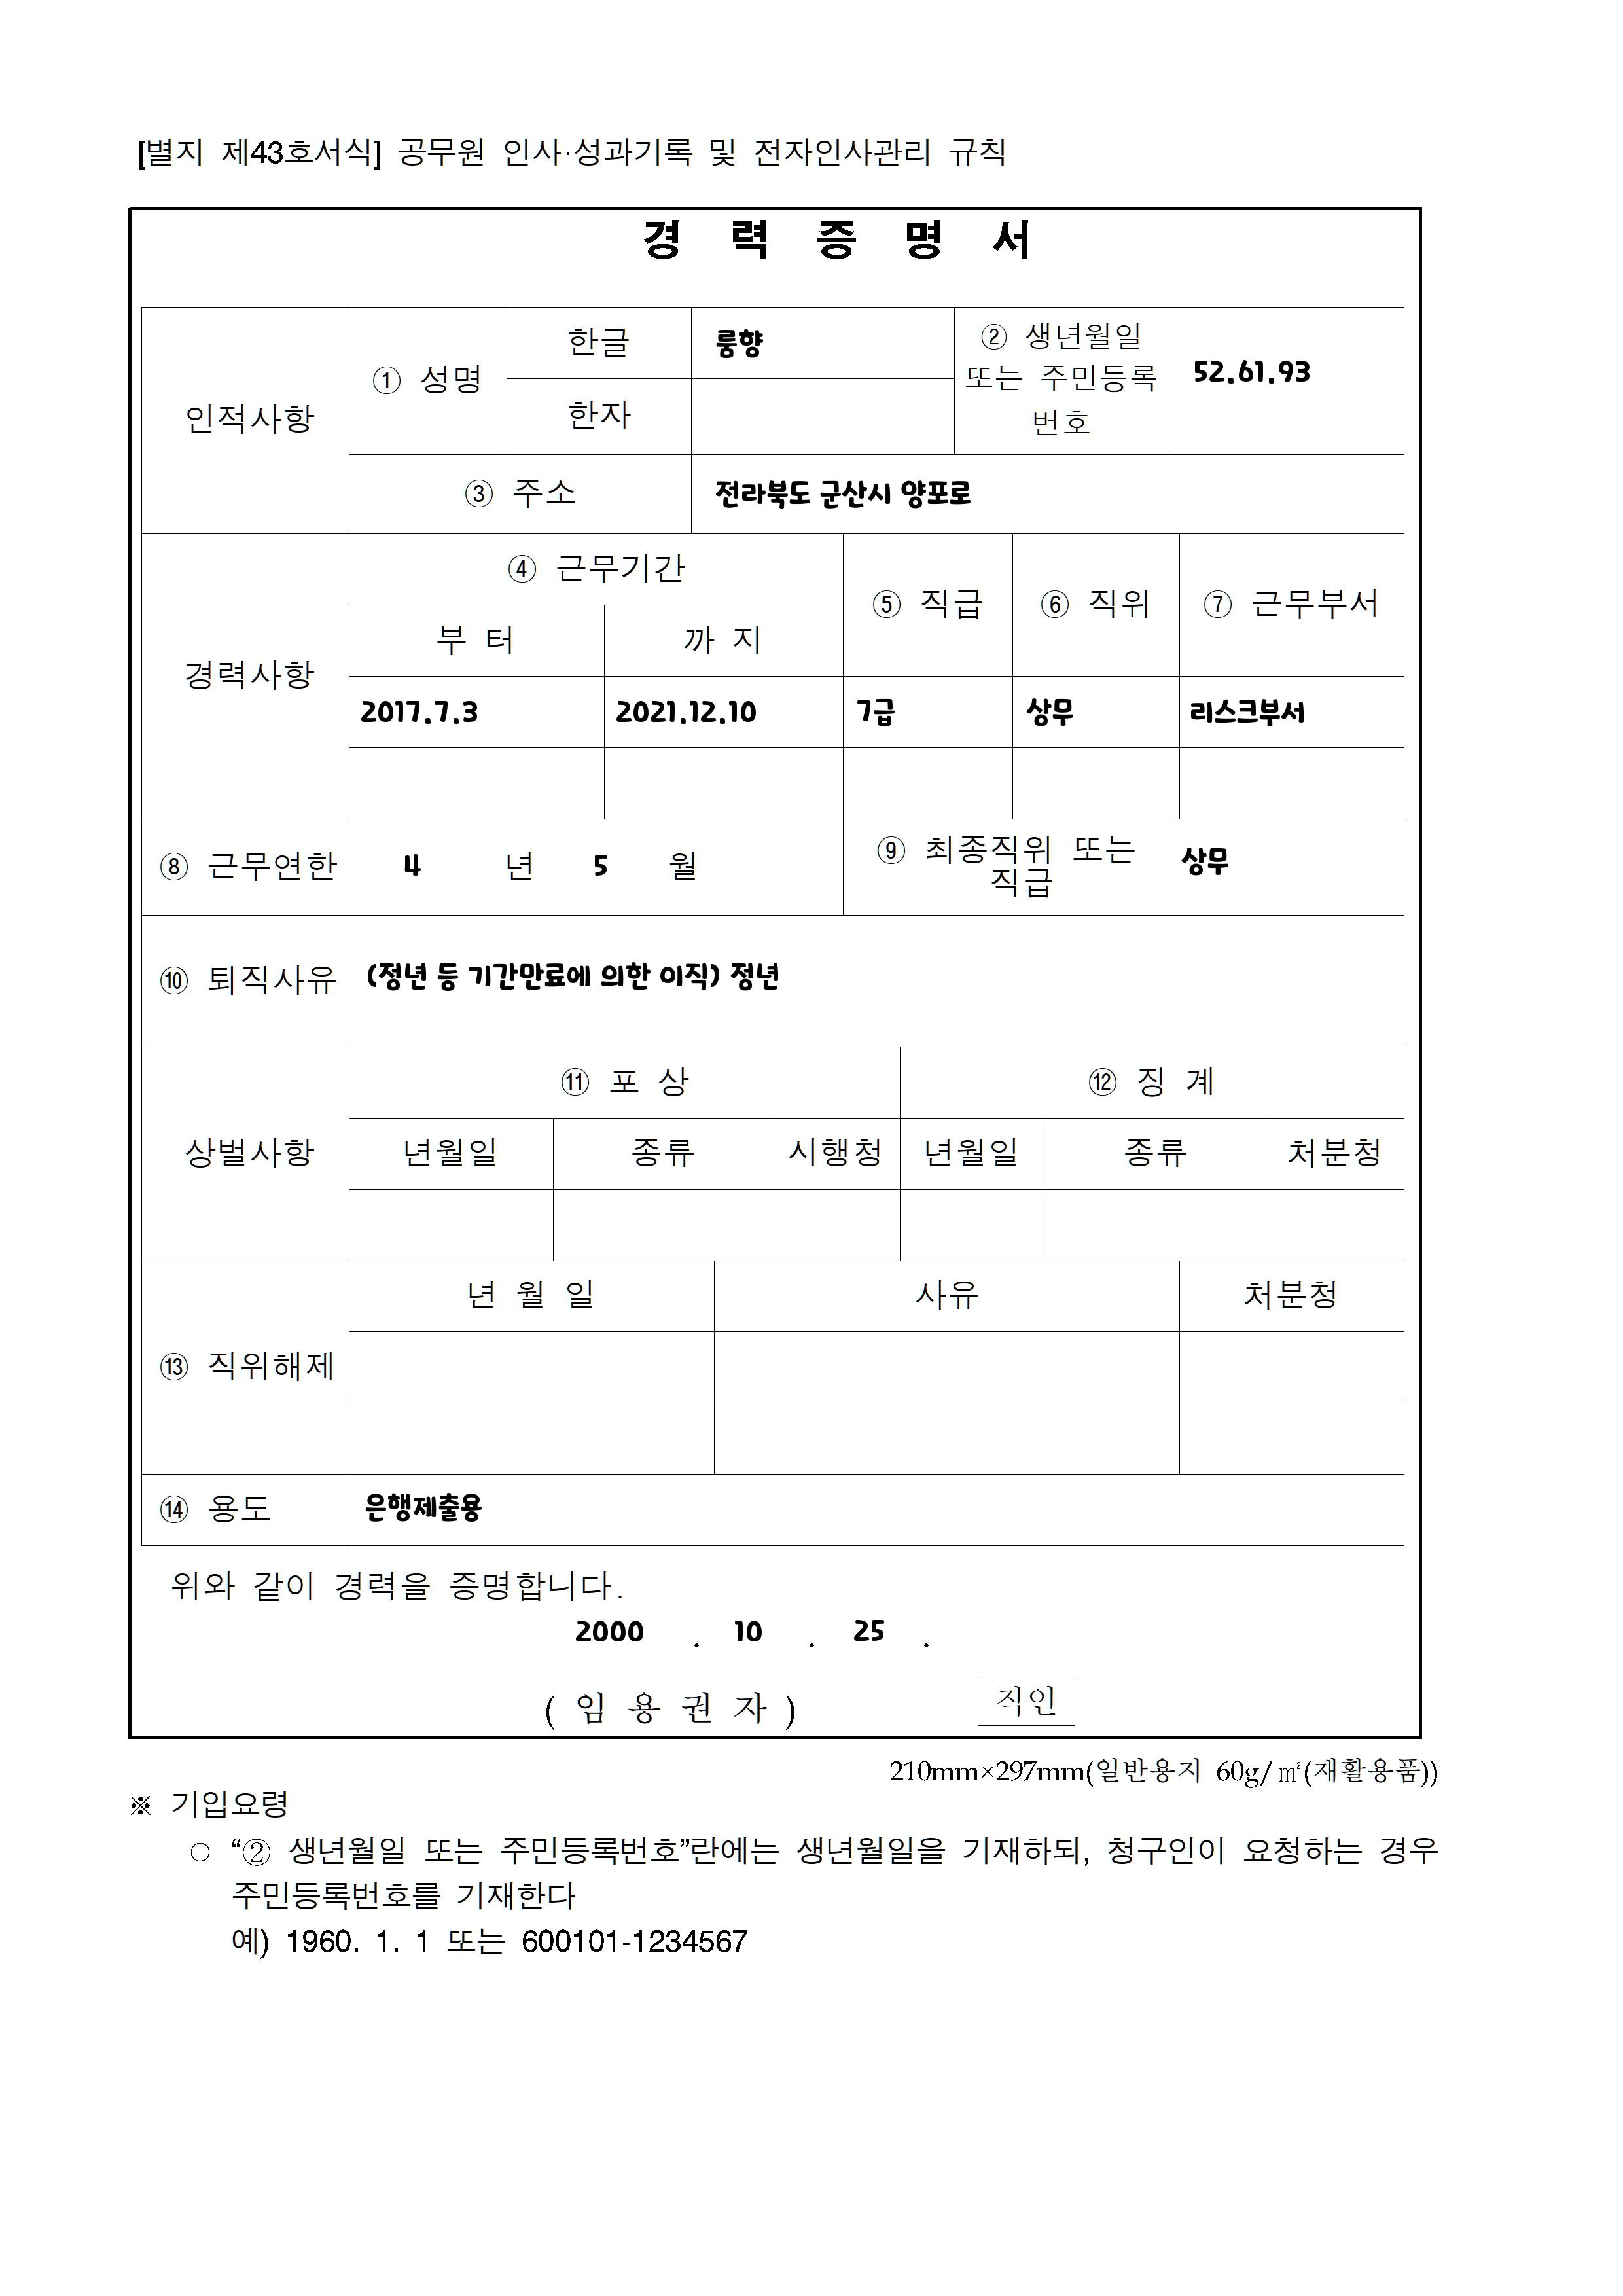 [별지 제43호서식] 공무원 인사·성과기록 및 전자인사관리 규칙
경 력 증 명 서
인적사항
① 성명
한글
룸향
② 생년월일
또는 주민등록
번호
52.61.93
한자
③ 주소
전라북도 군산시 양포로
경력사항
④ 근무기간
⑤ 직급
⑥ 직위
⑦ 근무부서
부 터
까 지
2017.7.3
2021.12.10
7급
상무
리스크부서
⑧ 근무연한
4 년 5 월
⑨ 최종직위 또는
직급
상무
⑩ 퇴직사유
(정년 등 기간만료에 의한 이직) 정년
상벌사항
⑪ 포 상
⑫ 징 계
년월일
종류
시행청
년월일
종류
처분청
⑬ 직위해제
년 월 일
사유
처분청
⑭ 용도
은행제출용
위와 같이 경력을 증명합니다.
2000 . 10 . 25 .
( 임 용 권 자 )
직인
210mm×297mm(일반용지 60g/㎡(재활용품))
※ 기입요령
○ “② 생년월일 또는 주민등록번호”란에는 생년월일을 기재하되, 청구인이 요청하는 경우
주민등록번호를 기재한다
예) 1960. 1. 1 또는 600101-1234567